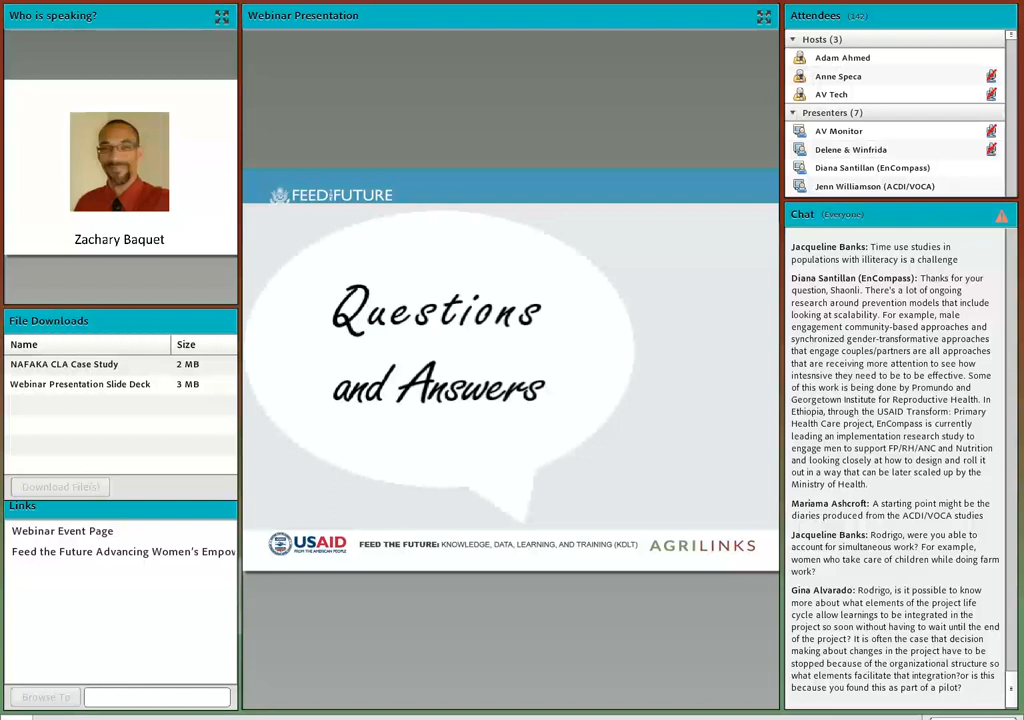 Who is speaking?
Zachary Baquet
File Downloads
Name Size
NAFAKA CLA Case Study 2 MB
Webinar Presentation Slide Deck 3 MB
Download File(s)
Links
Webinar Event Page
Feed the Future Advancing Women's Empov
Browse To
Webinar Presentation
FEED THE FUTURE
Questions
and Answers
USAID
FROM THE AMERICAN PEOPLE
FEED THE FUTURE: KNOWLEDGE, DATA, LEARNING, AND TRAINING (KDLT)
AGRILINKS
Attendees (142)
Hosts (3)
Adam Ahmed
Anne Speca
AV Tech
Presenters (7)
AV Monitor
Delene & Winfrida
Diana Santillan (EnCompass)
Jenn Williamson (ACDI/VOCA)
Chat (Everyone)
Jacqueline Banks: Time use studies in
populations with illiteracy is a challenge
Diana Santillan (EnCompass): Thanks for your
question, Shaonli. There's a lot of ongoing
research around prevention models that include
looking at scalability. For example, male
engagement community-based approaches and
synchronized gender-transformative approaches
that engage couples/partners are all approaches
that are receiving more attention to see how
intesnsive they need to be to be effective. Some
of this work is being done by Promundo and
Georgetown Institute for Reproductive Health. In
Ethiopia, through the USAID Transform: Primary
Health Care project, EnCompass is currently
leading an implementation research study to
engage men to support FP/RH/ANC and Nutrition
and looking closely at how to design and roll it
out in a way that can be later scaled up by the
Ministry of Health.
Mariama Ashcroft: A starting point might be the
diaries produced from the ACDI/VOCA studies
Jacqueline Banks: Rodrigo, were you able to
account for simultaneous work? For example,
women who take care of children while doing farm
work?
Gina Alvarado: Rodrigo, is it possible to know
more about what elements of the project life
cycle allow learnings to be integrated in the
project so soon without having to wait until the end
of the project? It is often the case that decision
making about changes in the project have to be
stopped because of the organizational structure so
what elements facilitate that integration?or is this
because you found this as part of a pilot?